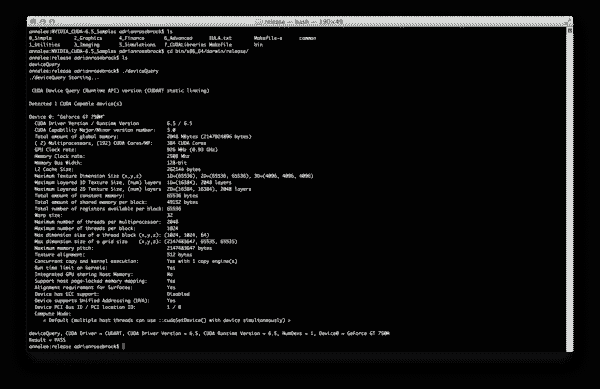 release — bash — 190×49
annalee:NVIDIA_CUDA-6.5_Samples adrianrosebrock$ ls
0_Simple 2_Graphics 4_Finance 6_Advanced EULA.txt Makefile-e common
1_Utilities 3_Imaging 5_Simulations 7_CUDALibraries Makefile bin
annalee:NVIDIA_CUDA-6.5_Samples adrianrosebrock$ cd bin/x86_64/darwin/release/
annalee:release adrianrosebrock$ ls
deviceQuery
annalee:release adrianrosebrock$ ./deviceQuery
./deviceQuery Starting...
CUDA Device Query (Runtime API) version (CUDART static linking)
Detected 1 CUDA Capable device(s)
Device 0: "GeForce GT 750M"
CUDA Driver Version / Runtime Version 6.5 / 6.5
CUDA Capability Major/Minor version number: 3.0
Total amount of global memory: 2048 MBytes (2147024896 bytes)
( 2) Multiprocessors, (192) CUDA Cores/MP: 384 CUDA Cores
GPU Clock rate: 926 MHz (0.93 GHz)
Memory Clock rate: 2508 Mhz
Memory Bus Width: 128-bit
L2 Cache Size: 262144 bytes
Maximum Texture Dimension Size (x,y,z) 1D=(65536), 2D=(65536, 65536), 3D=(4096, 4096, 4096)
Maximum Layered 1D Texture Size, (num) layers 1D=(16384), 2048 layers
Maximum Layered 2D Texture Size, (num) layers 2D=(16384, 16384), 2048 layers
Total amount of constant memory: 65536 bytes
Total amount of shared memory per block: 49152 bytes
Total number of registers available per block: 65536
Warp size: 32
Maximum number of threads per multiprocessor: 2048
Maximum number of threads per block: 1024
Max dimension size of a thread block (x,y,z): (1024, 1024, 64)
Max dimension size of a grid size (x,y,z): (2147483647, 65535, 65535)
Maximum memory pitch: 2147483647 bytes
Texture alignment: 512 bytes
Concurrent copy and kernel execution: Yes with 1 copy engine(s)
Run time limit on kernels: Yes
Integrated GPU sharing Host Memory: No
Support host page-locked memory mapping: Yes
Alignment requirement for Surfaces: Yes
Device has ECC support: Disabled
Device supports Unified Addressing (UVA): Yes
Device PCI Bus ID / PCI location ID: 1 / 0
Compute Mode:
< Default (multiple host threads can use ::cudaSetDevice() with device simultaneously) >
deviceQuery, CUDA Driver = CUDART, CUDA Driver Version = 6.5, CUDA Runtime Version = 6.5, NumDevs = 1, Device0 = GeForce GT 750M
Result = PASS
annalee:release adrianrosebrock$